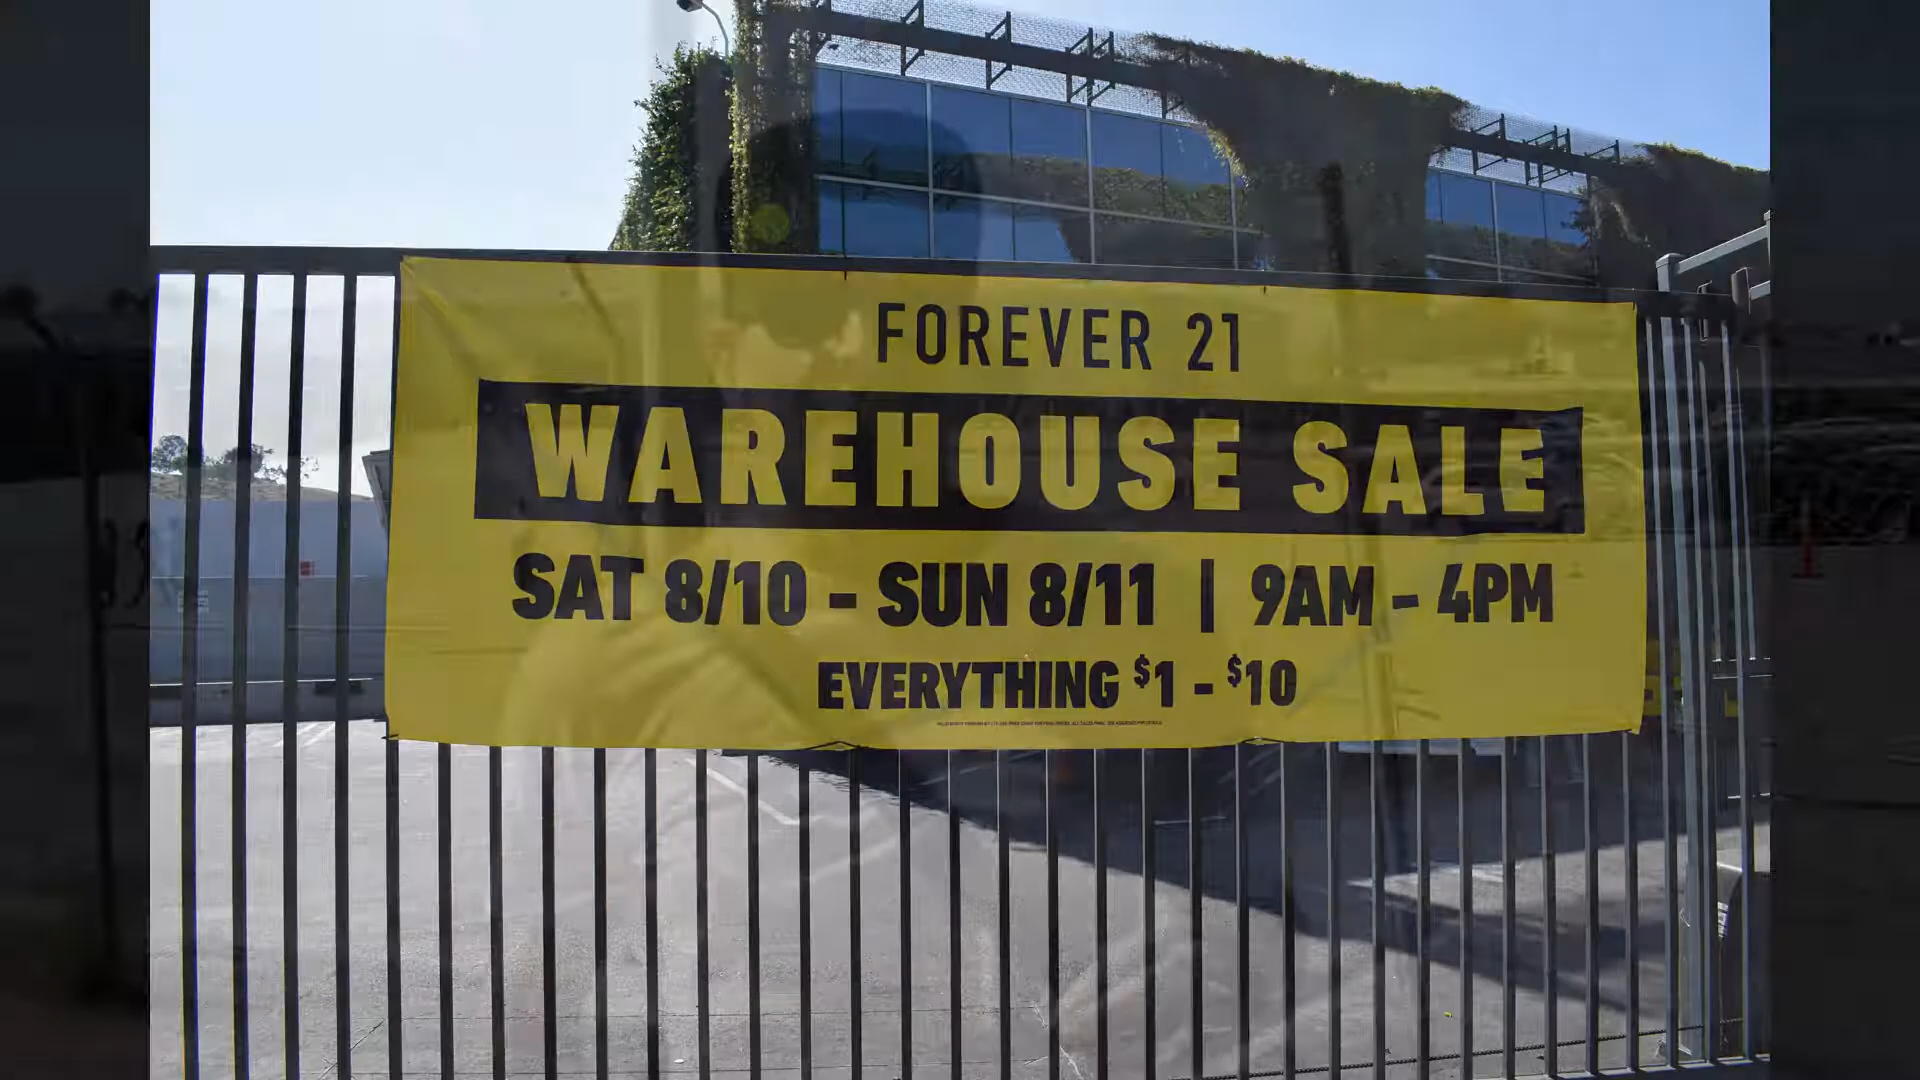 FOREVER 21
WAREHOUSE SALE
SAT 8/10 - SUN 8/11 | 9AM - 4PM
EVERYTHING $1 - $10